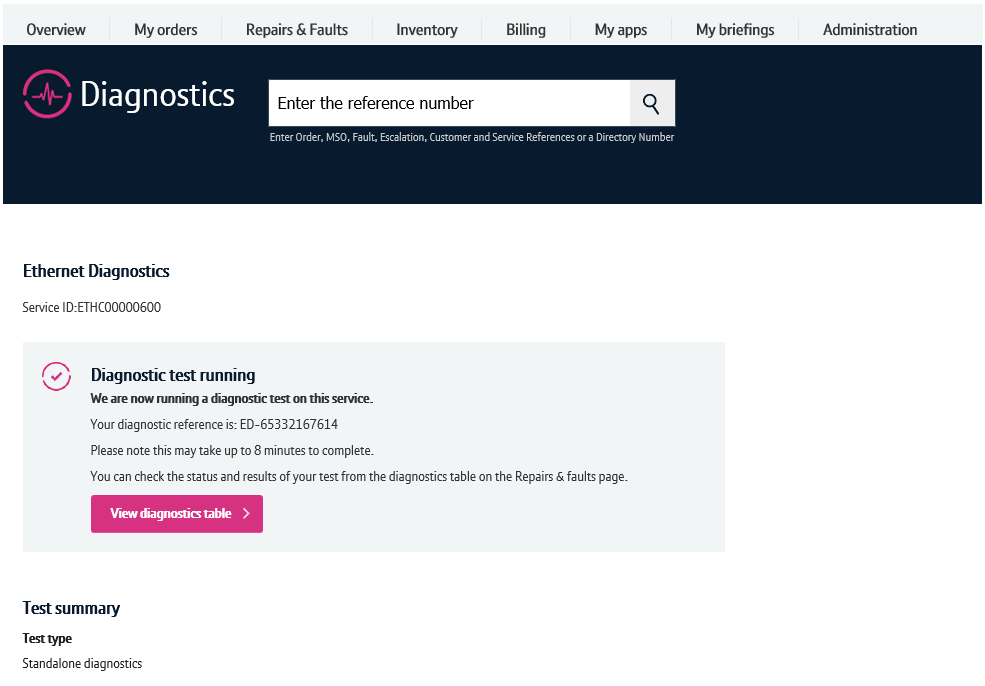 Overview My orders Repairs & Faults Inventory Billing My apps My briefings Administration
Diagnostics
Enter the reference number
Enter Order, MSO, Fault, Escalation, Customer and Service References or a Directory Number
Ethernet Diagnostics
Service ID:ETHC00000600
Diagnostic test running
We are now running a diagnostic test on this service.
Your diagnostic reference is: ED-65332167614
Please note this may take up to 8 minutes to complete.
You can check the status and results of your test from the diagnostics table on the Repairs & faults page.
View diagnostics table
Test summary
Test type
Standalone diagnostics